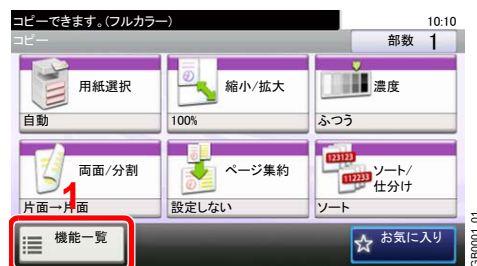 コピーできます。(フルカラー)
10:10
コピー
部数 1
用紙選択
自動
縮小/拡大
100%
濃度
ふつう
両面/分割
片面→片面
ページ集約
設定しない
123123
112233
ソート/
仕分け
ソート
1
機能一覧
お気に入り
GB0001_01